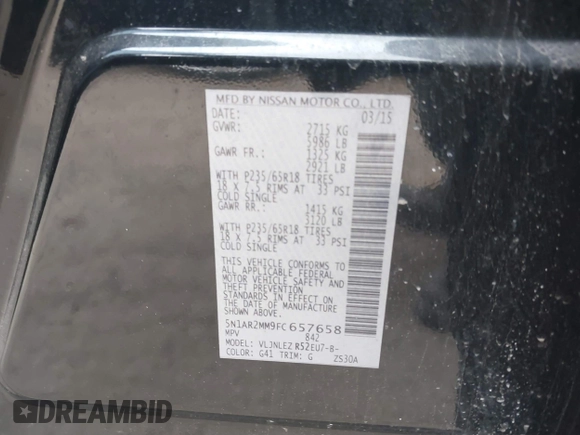 MFD BY NISSAN MOTOR CO., LTD.
DATE: 03/15
GVWR: 2715 KG
5986 LB
GAWR FR.: 1325 KG
2921 LB
WITH P235/65R18 TIRES
18 X 7.5 RIMS AT 33 PSI
COLD SINGLE
GAWR RR.: 1415 KG
3120 LB
WITH P235/65R18 TIRES
18 X 7.5 RIMS AT 33 PSI
COLD SINGLE
THIS VEHICLE CONFORMS TO
ALL APPLICABLE FEDERAL
MOTOR VEHICLE SAFETY AND
THEFT PREVENTION
STANDARDS IN EFFECT ON
THE DATE OF MANUFACTURE
SHOWN ABOVE.
5N1AR2MM9FC657658
MPV 842
MODEL: VLJNLEZ R52EU7-B-
COLOR: G41 TRIM: G ZS30A
DREAMBID